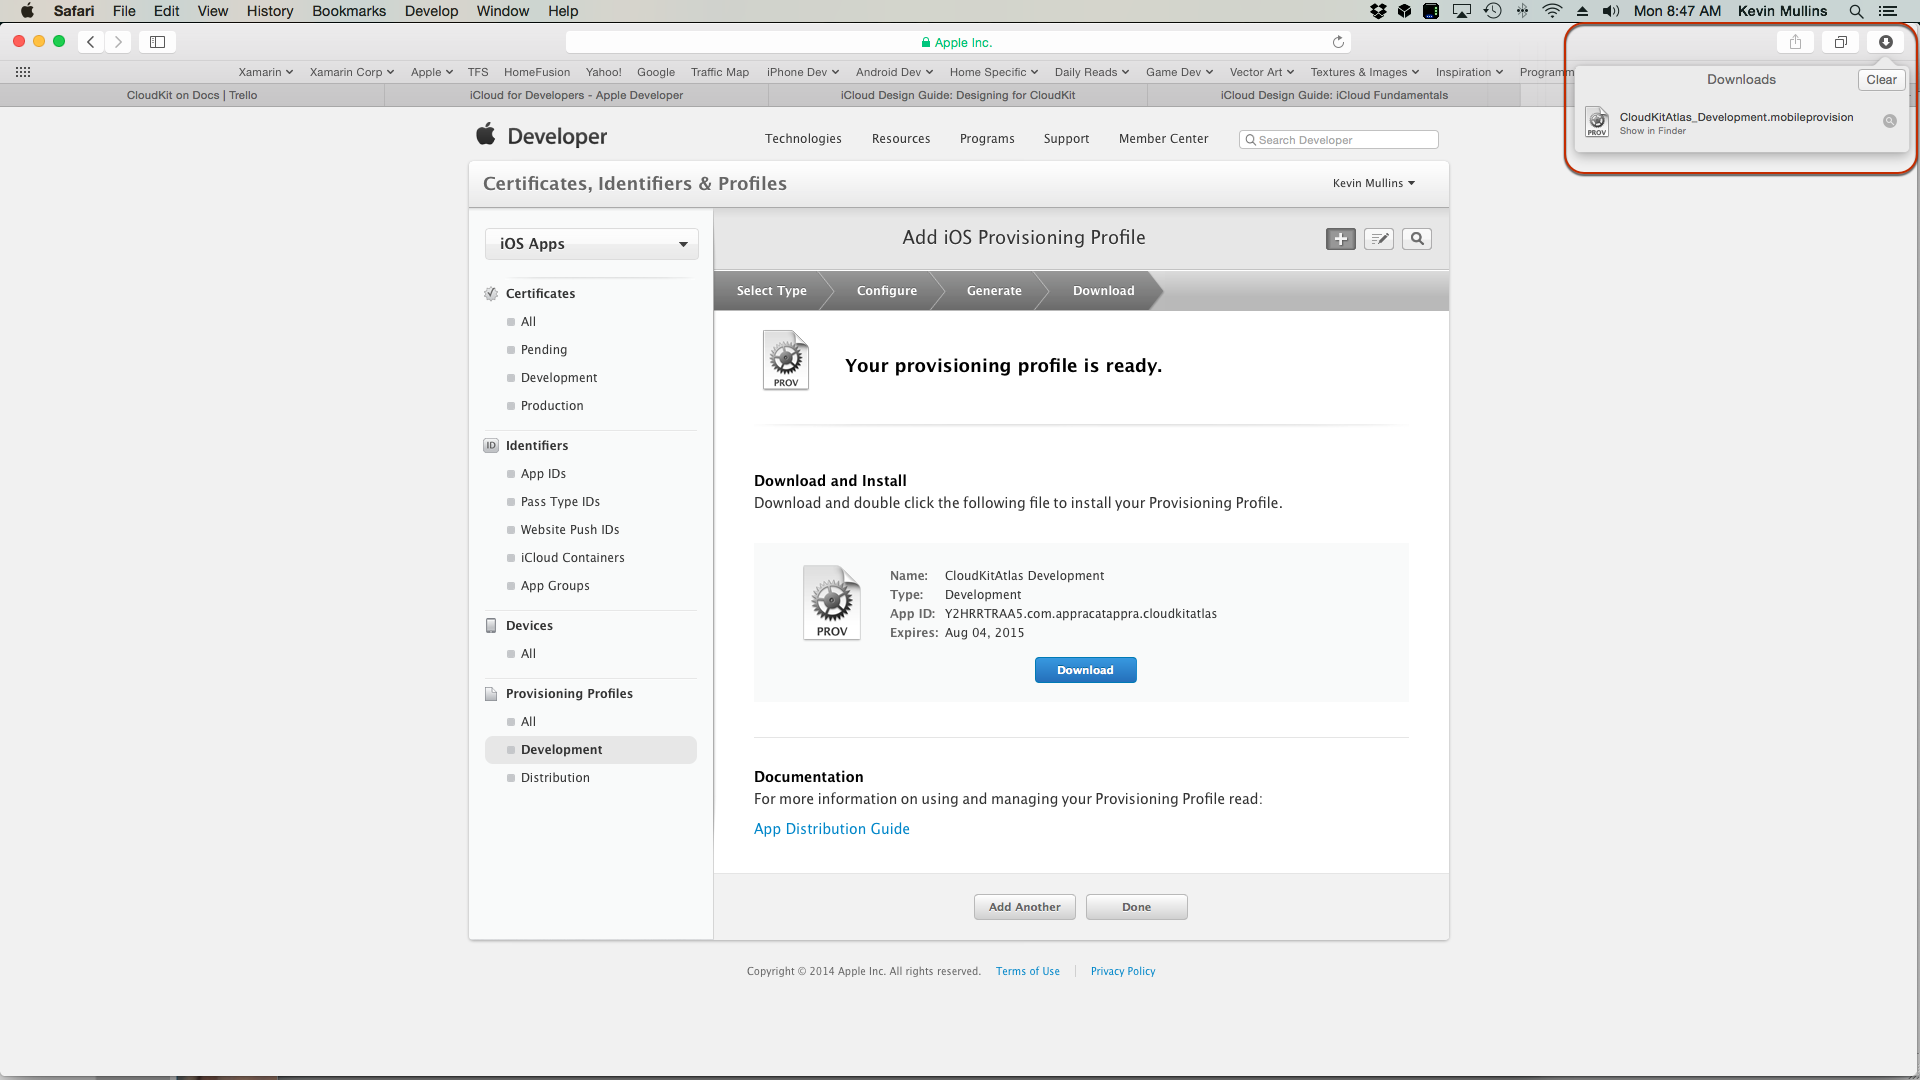 Safari File Edit View History Bookmarks Develop Window Help Mon 8:47 AM Kevin Mullins
Apple Inc.
Xamarin Xamarin Corp Apple TFS HomeFusion Yahoo! Google Traffic Map iPhone Dev Android Dev Home Specific Daily Reads Game Dev Vector Art Textures & Images Inspiration Programm
CloudKit on Docs | Trello iCloud for Developers - Apple Developer iCloud Design Guide: Designing for CloudKit iCloud Design Guide: iCloud Fundamentals
Downloads Clear
PROV CloudKitAtlas_Development.mobileprovision
Show in Finder
Developer Technologies Resources Programs Support Member Center Search Developer
Certificates, Identifiers & Profiles Kevin Mullins
iOS Apps
Certificates
All
Pending
Development
Production
ID Identifiers
App IDs
Pass Type IDs
Website Push IDs
iCloud Containers
App Groups
Devices
All
Provisioning Profiles
All
Development
Distribution
Add iOS Provisioning Profile
Select Type Configure Generate Download
PROV
Your provisioning profile is ready.
Download and Install
Download and double click the following file to install your Provisioning Profile.
PROV
Name: CloudKitAtlas Development
Type: Development
App ID: Y2HRRTRAA5.com.appracatappra.cloudkitatlas
Expires: Aug 04, 2015
Download
Documentation
For more information on using and managing your Provisioning Profile read:
App Distribution Guide
Add Another Done
Copyright © 2014 Apple Inc. All rights reserved. Terms of Use Privacy Policy